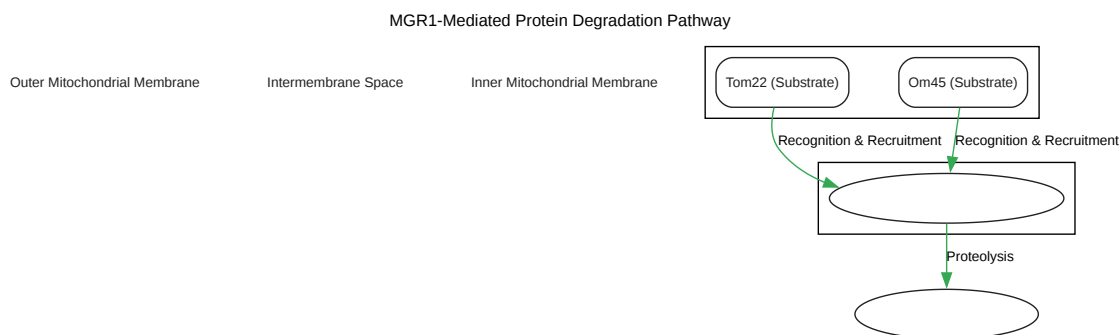 MGR1-Mediated Protein Degradation Pathway
Outer Mitochondrial Membrane
Intermembrane Space
Inner Mitochondrial Membrane
Tom22 (Substrate)
Om45 (Substrate)
Recognition & Recruitment
Recognition & Recruitment
Proteolysis